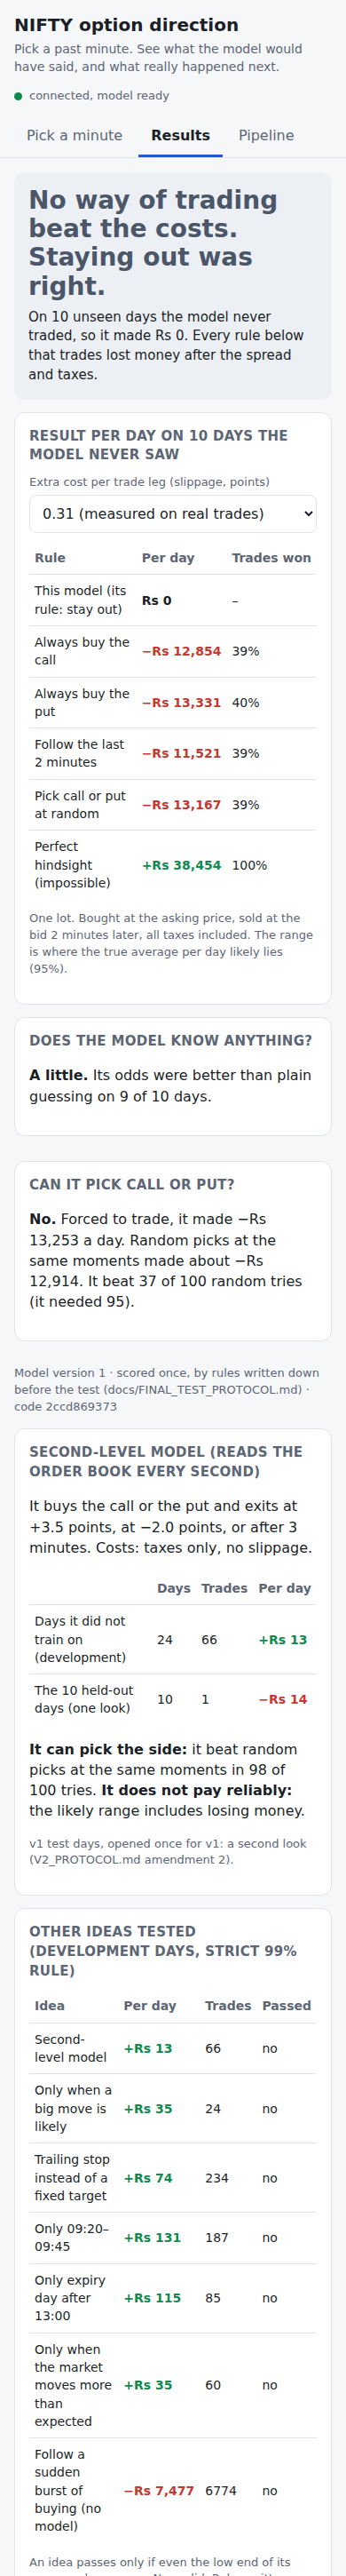 NIFTY option direction
Pick a past minute. See what the model would
have said, and what really happened next.
connected, model ready
Pick a minute Results Pipeline
No way of trading
beat the costs.
Staying out was
right.
On 10 unseen days the model never
traded, so it made Rs 0. Every rule below
that trades lost money after the spread
and taxes.
RESULT PER DAY ON 10 DAYS THE
MODEL NEVER SAW
Extra cost per trade leg (slippage, points)
0.31 (measured on real trades)
Rule Per day Trades won
This model (its
rule: stay out) Rs 0 –
Always buy the
call −Rs 12,854 39%
Always buy the
put −Rs 13,331 40%
Follow the last
2 minutes −Rs 11,521 39%
Pick call or put
at random −Rs 13,167 39%
Perfect
hindsight
(impossible) +Rs 38,454 100%
One lot. Bought at the asking price, sold at the
bid 2 minutes later, all taxes included. The range
is where the true average per day likely lies
(95%).
DOES THE MODEL KNOW ANYTHING?
A little. Its odds were better than plain
guessing on 9 of 10 days.
CAN IT PICK CALL OR PUT?
No. Forced to trade, it made −Rs
13,253 a day. Random picks at the
same moments made about −Rs
12,914. It beat 37 of 100 random tries
(it needed 95).
Model version 1 · scored once, by rules written down
before the test (docs/FINAL_TEST_PROTOCOL.md) ·
code 2ccd869373
SECOND-LEVEL MODEL (READS THE
ORDER BOOK EVERY SECOND)
It buys the call or the put and exits at
+3.5 points, at −2.0 points, or after 3
minutes. Costs: taxes only, no slippage.
Days Trades Per day
Days it did not
train on
(development) 24 66 +Rs 13
The 10 held-out
days (one look) 10 1 −Rs 14
It can pick the side: it beat random
picks at the same moments in 98 of
100 tries. It does not pay reliably:
the likely range includes losing money.
v1 test days, opened once for v1: a second look
(V2_PROTOCOL.md amendment 2).
OTHER IDEAS TESTED
(DEVELOPMENT DAYS, STRICT 99%
RULE)
Idea Per day Trades Passed
Second-
level model +Rs 13 66 no
Only when a
big move is
likely +Rs 35 24 no
Trailing stop
instead of a
fixed target +Rs 74 234 no
Only 09:20–
09:45 +Rs 131 187 no
Only expiry
day after
13:00 +Rs 115 85 no
Only when
the market
moves more
than
expected +Rs 35 60 no
Follow a
sudden
burst of
buying (no
model) −Rs 7,477 6774 no
An idea passes only if even the low end of its